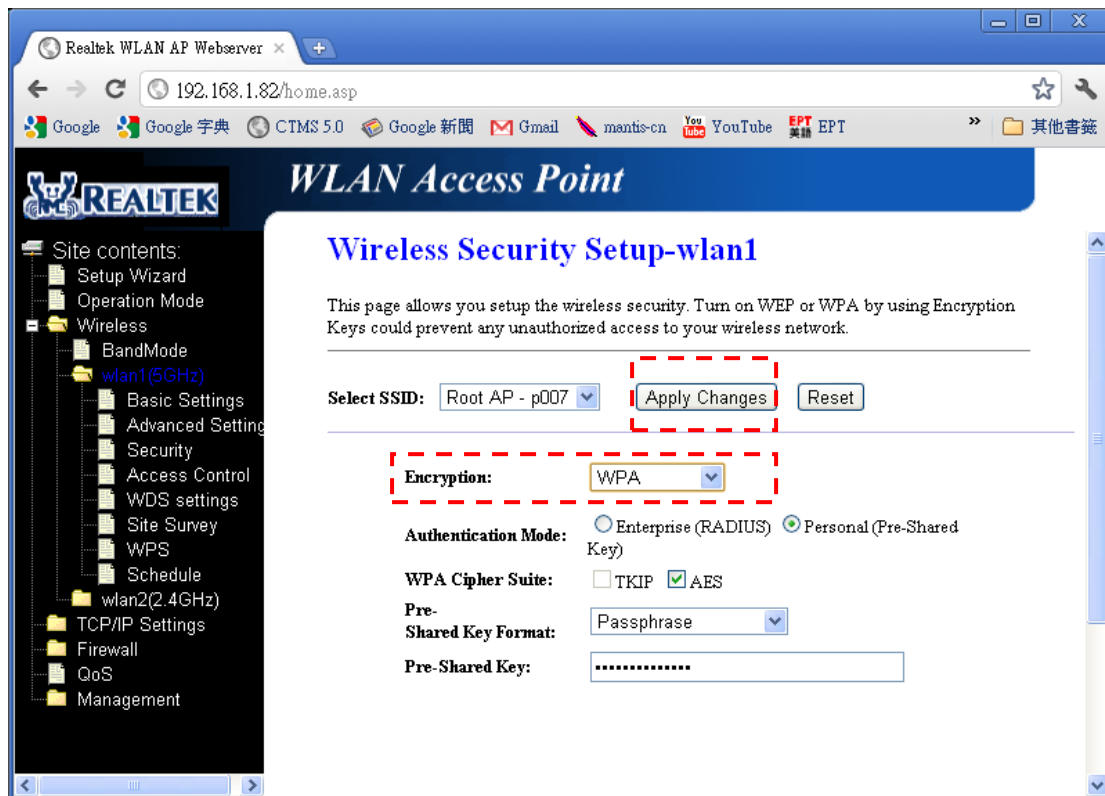 Realtek WLAN AP Webserver
192.168.1.82/home.asp
Google Google 字典 CTMS 5.0 Google 新聞 Gmail mantis-cn You Tube YouTube EPT 英語 EPT » 其他書籤
REALTEK
WLAN Access Point
Site contents:
Setup Wizard
Operation Mode
Wireless
BandMode
wlan1(5GHz)
Basic Settings
Advanced Setting
Security
Access Control
WDS settings
Site Survey
WPS
Schedule
wlan2(2.4GHz)
TCP/IP Settings
Firewall
QoS
Management
Wireless Security Setup-wlan1
This page allows you setup the wireless security. Turn on WEP or WPA by using Encryption
Keys could prevent any unauthorized access to your wireless network.
Select SSID: Root AP - p007 Apply Changes Reset
Encryption: WPA
Authentication Mode: Enterprise (RADIUS) Personal (Pre-Shared
Key)
WPA Cipher Suite: TKIP AES
Pre-
Shared Key Format: Passphrase
Pre-Shared Key: ••••••••••••••